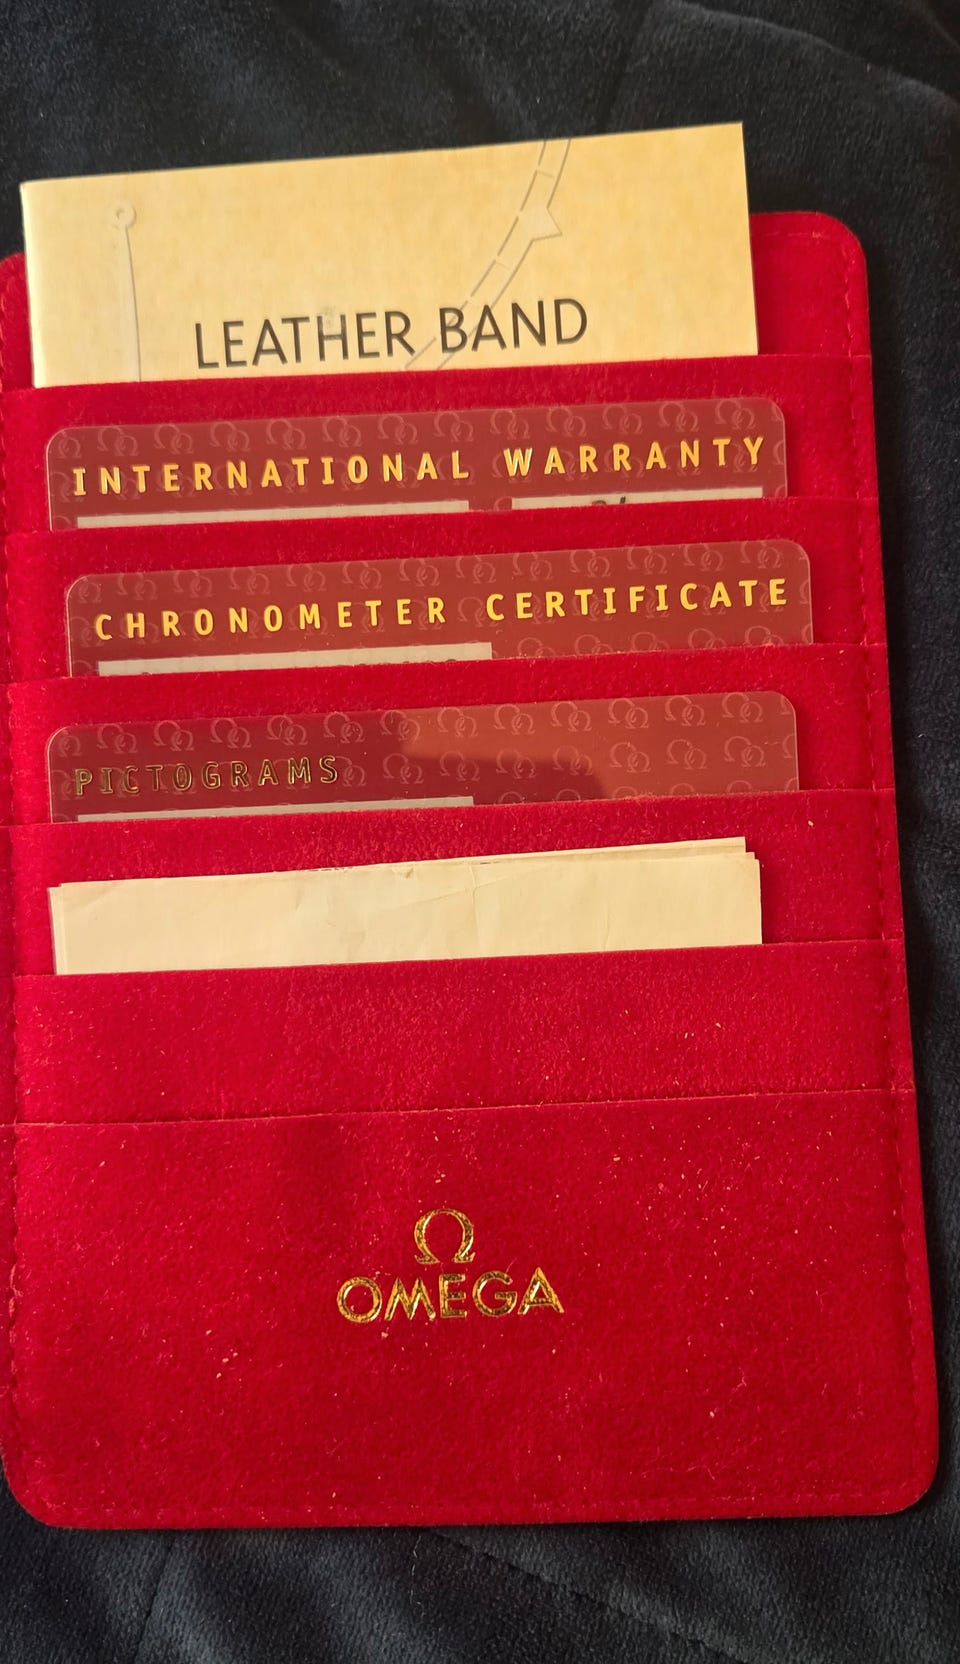 LEATHER BAND
INTERNATIONAL WARRANTY
CHRONOMETER CERTIFICATE
PICTOGRAMS
Ω
OMEGA